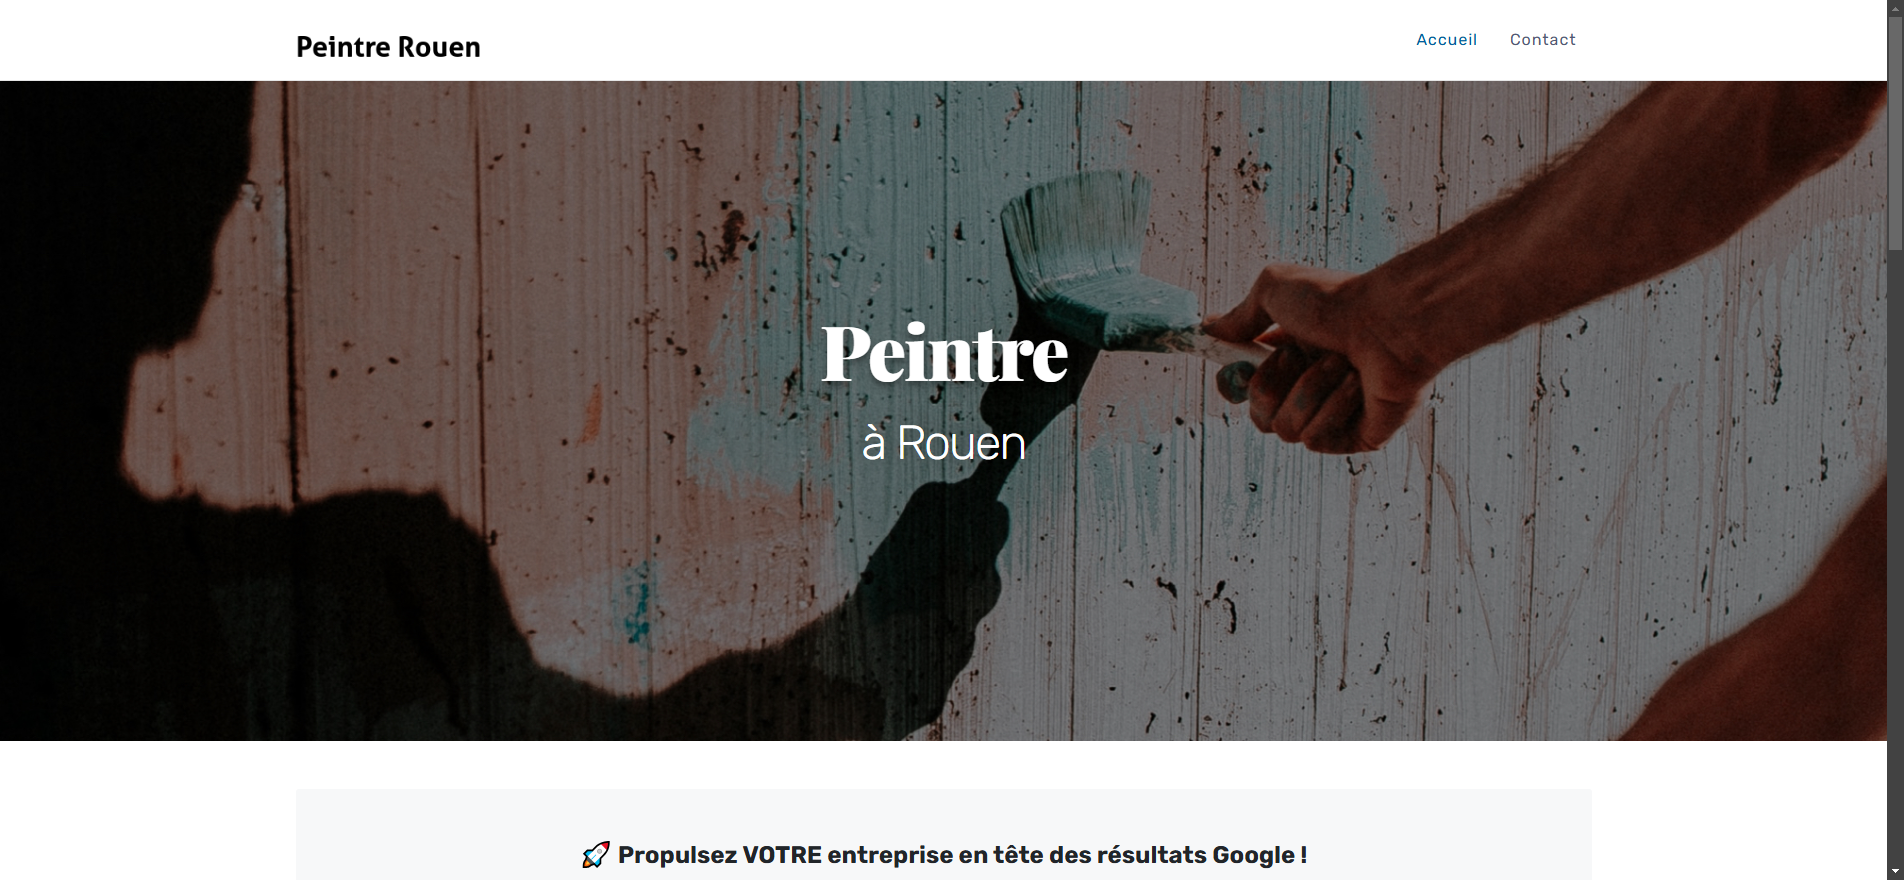 Peintre Rouen
Accueil Contact
Peintre
à Rouen
🚀 Propulsez VOTRE entreprise en tête des résultats Google !